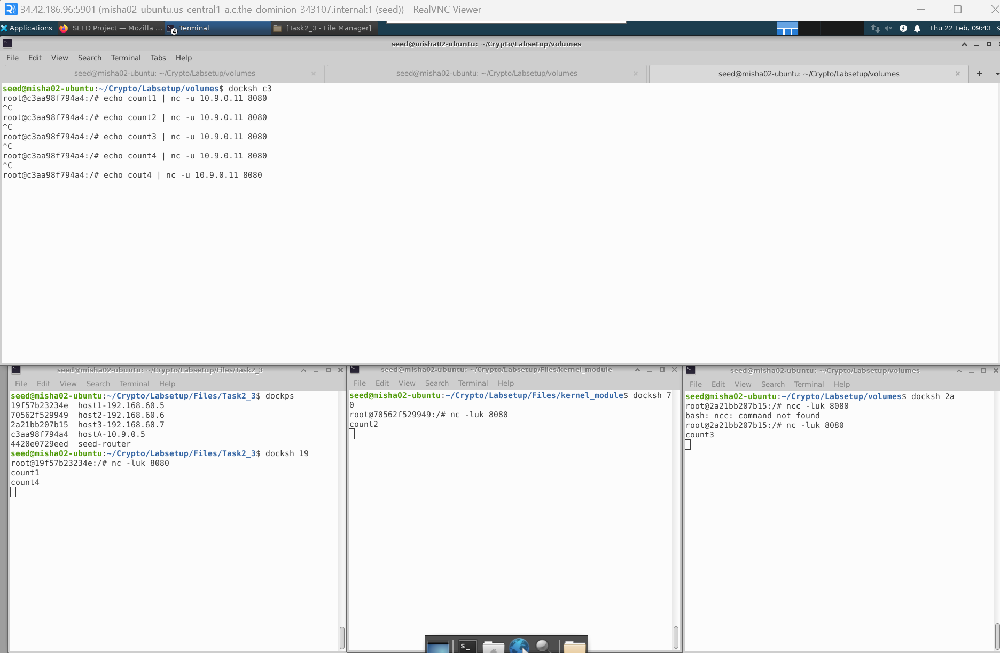 34.42.186.96:5901 (misha02-ubuntu.us-central1-a.c.the-dominion-343107.internal:1 (seed)) - RealVNC Viewer
Applications SEED Project — Mozilla ... 4 Terminal [Task2_3 - File Manager] Thu 22 Feb, 09:43 s
seed@misha02-ubuntu: ~/Crypto/Labsetup/volumes
File Edit View Search Terminal Tabs Help
seed@misha02-ubuntu: ~/Crypto/Labsetup/volumes seed@misha02-ubuntu: ~/Crypto/Labsetup/volumes seed@misha02-ubuntu: ~/Crypto/Labsetup/volumes
seed@misha02-ubuntu:~/Crypto/Labsetup/volumes$ docksh c3
root@c3aa98f794a4:/# echo count1 | nc -u 10.9.0.11 8080
^C
root@c3aa98f794a4:/# echo count2 | nc -u 10.9.0.11 8080
^C
root@c3aa98f794a4:/# echo count3 | nc -u 10.9.0.11 8080
^C
root@c3aa98f794a4:/# echo count4 | nc -u 10.9.0.11 8080
^C
root@c3aa98f794a4:/# echo cout4 | nc -u 10.9.0.11 8080
seed@misha02-ubuntu: ~/Crypto/Labsetup/Files/Task2_3
File Edit View Search Terminal Help
seed@misha02-ubuntu:~/Crypto/Labsetup/Files/Task2_3$ dockps
19f57b23234e host1-192.168.60.5
70562f529949 host2-192.168.60.6
2a21bb207b15 host3-192.168.60.7
c3aa98f794a4 hostA-10.9.0.5
4420e0729eed seed-router
seed@misha02-ubuntu:~/Crypto/Labsetup/Files/Task2_3$ docksh 19
root@19f57b23234e:/# nc -luk 8080
count1
count4
seed@misha02-ubuntu: ~/Crypto/Labsetup/Files/kernel_module
File Edit View Search Terminal Help
seed@misha02-ubuntu:~/Crypto/Labsetup/Files/kernel_module$ docksh 7
0
root@70562f529949:/# nc -luk 8080
count2
seed@misha02-ubuntu: ~/Crypto/Labsetup/volumes
File Edit View Search Terminal Help
seed@misha02-ubuntu:~/Crypto/Labsetup/volumes$ docksh 2a
root@2a21bb207b15:/# ncc -luk 8080
bash: ncc: command not found
root@2a21bb207b15:/# nc -luk 8080
count3
$_